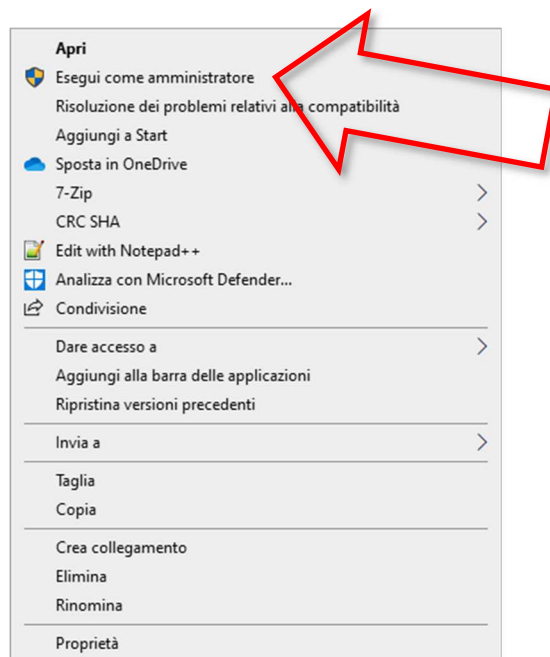 Apri
Esegui come amministratore
Risoluzione dei problemi relativi alla compatibilità
Aggiungi a Start
Sposta in OneDrive
7-Zip
CRC SHA
Edit with Notepad++
Analizza con Microsoft Defender...
Condivisione
Dare accesso a
Aggiungi alla barra delle applicazioni
Ripristina versioni precedenti
Invia a
Taglia
Copia
Crea collegamento
Elimina
Rinomina
Proprietà